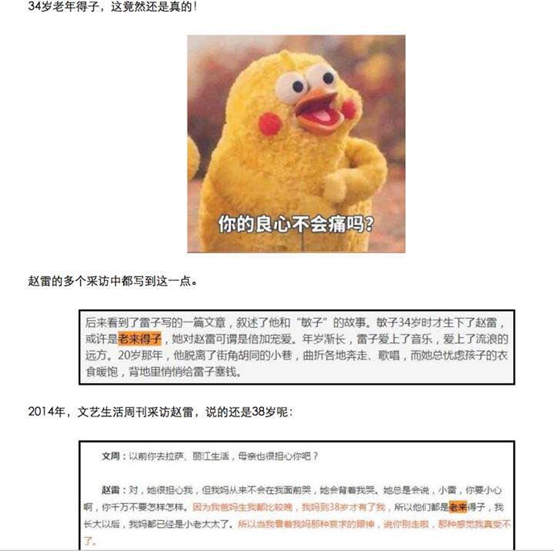 34岁老年得子，这竟然还是真的！
你的良心不会痛吗？
赵雷的多个采访中都写到这一点。
后来看到了雷子写的一篇文章，叙述了他和“敏子”的故事。敏子34岁时才生下了赵雷，
或许是老来得子，她对赵雷可谓是倍加宠爱。年岁渐长，雷子爱上了音乐，爱上了流浪的
远方。20岁那年，他脱离了街角胡同的小巷，曲折各地奔走、歌唱，而她总忧虑孩子的衣
食暖饱，背地里悄悄给雷子塞钱。
2014年，文艺生活周刊采访赵雷，说的还是38岁呢：
文周：以前你去拉萨、丽江生活，母亲也很担心你吧？
赵雷：对，她很担心我，但我妈从来不会在我面前哭，她会背着我哭。她总是会说，小雷，你要小心
啊，你千万不要怎样怎样。因为我爸妈生我都比较晚，我妈到38岁才有了我，所以他们都是老来得子，我
长大以后，我妈都已经是小老太太了。所以当我看着我妈那种哀求的眼神，说你别走啦，那种感觉我真受不
了。